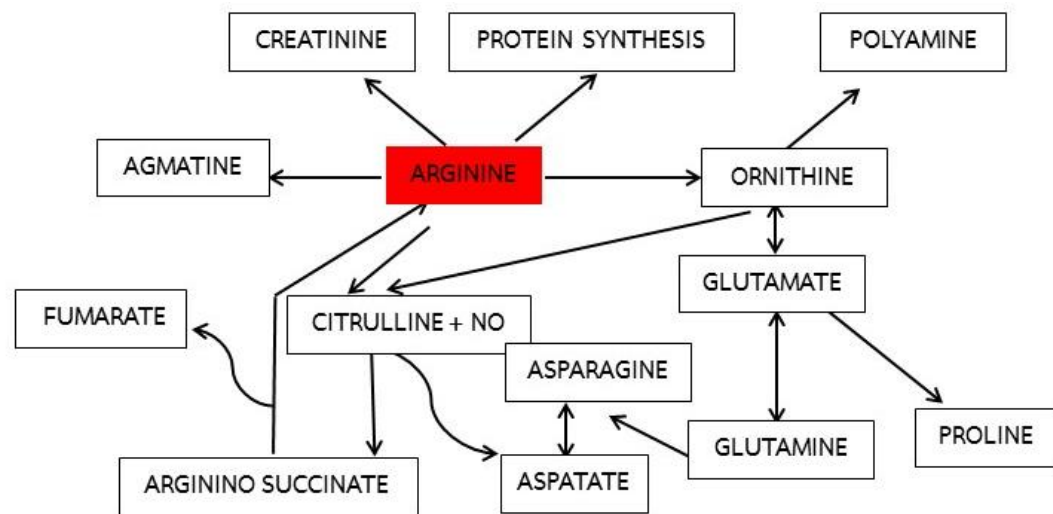 CREATININE
PROTEIN SYNTHESIS
POLYAMINE
AGMATINE
ARGININE
ORNITHINE
GLUTAMATE
FUMARATE
CITRULLINE + NO
ASPARAGINE
PROLINE
GLUTAMINE
ARGININO SUCCINATE
ASPATATE